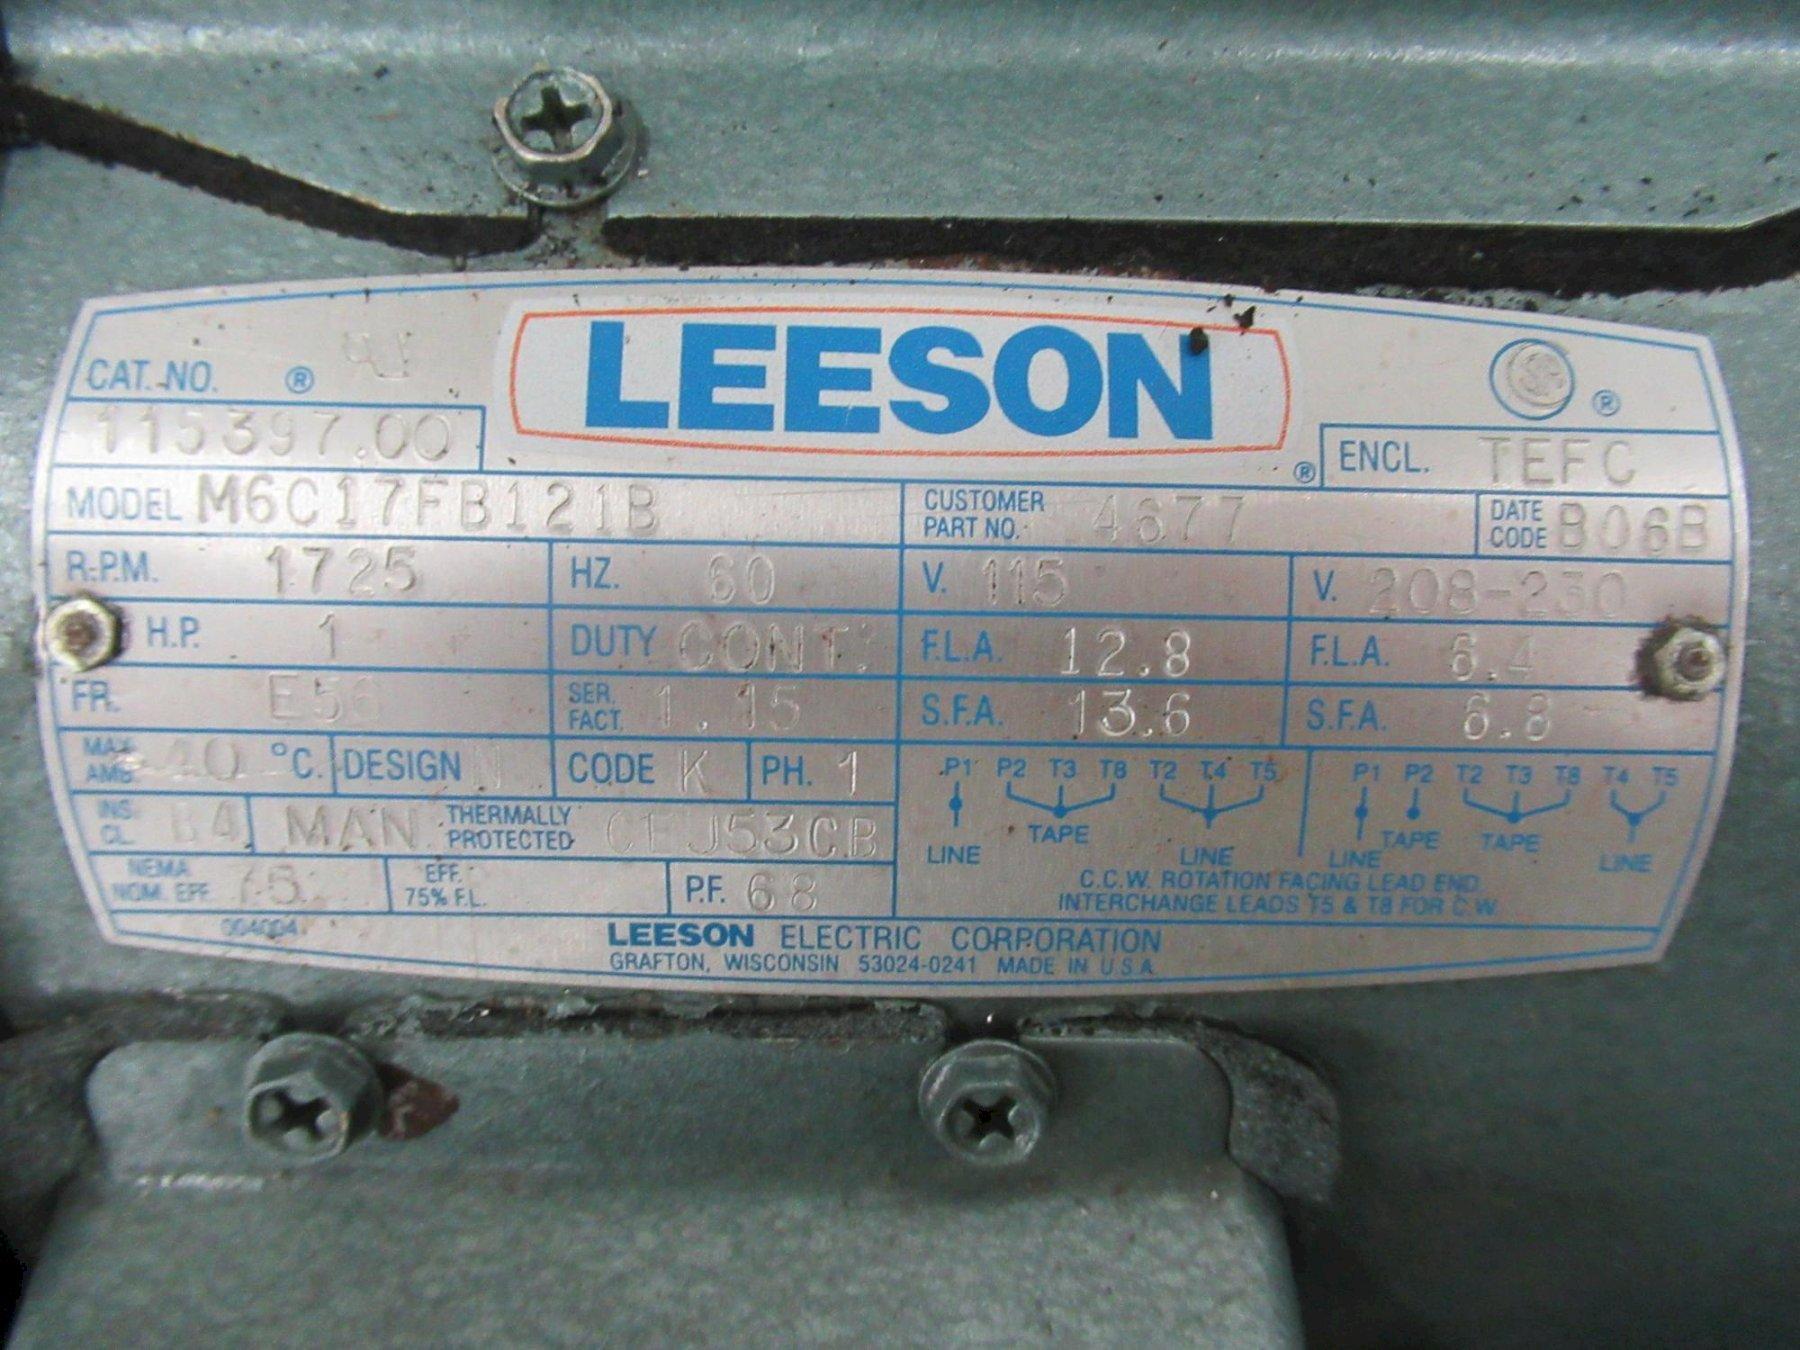 LEESON ®
CAT. NO. ®
®
115397.00
ENCL. TEFC
MODEL M6C17FB121B
CUSTOMER PART NO. 4677
DATE CODE B06B
R.P.M. 1725 HZ. 60 V. 115 V. 208-230
H.P. 1 DUTY CONT. F.L.A. 12.8 F.L.A. 6.4
FR. E56 SER. FACT. 1.15 S.F.A. 13.6 S.F.A. 6.8
MAX AMB 40 °C. DESIGN N CODE K PH. 1
P1 P2 T3 T8 T2 T4 T5 P1 P2 T2 T3 T8 T4 T5
LINE TAPE LINE LINE TAPE TAPE LINE
INS. CL. B4 MAN THERMALLY PROTECTED
NEMA NOM. EFF. EFF. 75% F.L. P.F. 68
C.C.W. ROTATION FACING LEAD END.
INTERCHANGE LEADS T5 & T8 FOR C.W.
004004
LEESON ELECTRIC CORPORATION
GRAFTON, WISCONSIN 53024-0241 MADE IN U.S.A.